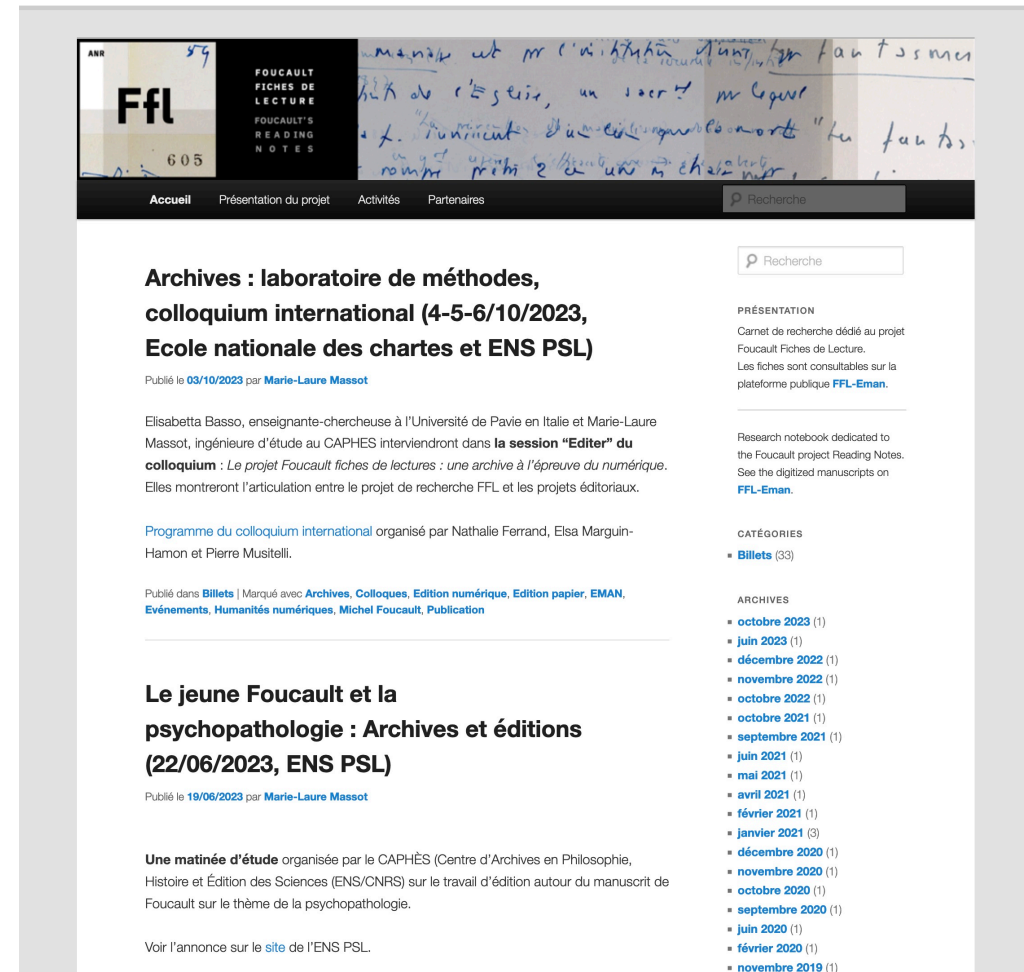 ANR
54
Ffl
605
FOUCAULT
FICHES DE
LECTURE
FOUCAULT'S
READING
NOTES
fantasmes
de l'Eglise, un
Accueil Présentation du projet Activités Partenaires Recherche
Archives : laboratoire de méthodes,
colloquium international (4-5-6/10/2023,
Ecole nationale des chartes et ENS PSL)
Publié le 03/10/2023 par Marie-Laure Massot
Elisabetta Basso, enseignante-chercheuse à l'Université de Pavie en Italie et Marie-Laure
Massot, ingénieure d'étude au CAPHES interviendront dans la session “Editer” du
colloquium : Le projet Foucault fiches de lectures : une archive à l'épreuve du numérique.
Elles montreront l'articulation entre le projet de recherche FFL et les projets éditoriaux.
Programme du colloquium international organisé par Nathalie Ferrand, Elsa Marguin-
Hamon et Pierre Musitelli.
Publié dans Billets | Marqué avec Archives, Colloques, Edition numérique, Edition papier, EMAN,
Evénements, Humanités numériques, Michel Foucault, Publication
Le jeune Foucault et la
psychopathologie : Archives et éditions
(22/06/2023, ENS PSL)
Publié le 19/06/2023 par Marie-Laure Massot
Une matinée d'étude organisée par le CAPHÈS (Centre d'Archives en Philosophie,
Histoire et Édition des Sciences (ENS/CNRS) sur le travail d'édition autour du manuscrit de
Foucault sur le thème de la psychopathologie.
Voir l'annonce sur le site de l'ENS PSL.
Recherche
PRÉSENTATION
Carnet de recherche dédié au projet
Foucault Fiches de Lecture.
Les fiches sont consultables sur la
plateforme publique FFL-Eman.
Research notebook dedicated to
the Foucault project Reading Notes.
See the digitized manuscripts on
FFL-Eman.
CATÉGORIES
Billets (33)
ARCHIVES
octobre 2023 (1)
juin 2023 (1)
décembre 2022 (1)
novembre 2022 (1)
octobre 2022 (1)
octobre 2021 (1)
septembre 2021 (1)
juin 2021 (1)
mai 2021 (1)
avril 2021 (1)
février 2021 (1)
janvier 2021 (3)
décembre 2020 (1)
novembre 2020 (1)
octobre 2020 (1)
septembre 2020 (1)
juin 2020 (1)
février 2020 (1)
novembre 2019 (1)